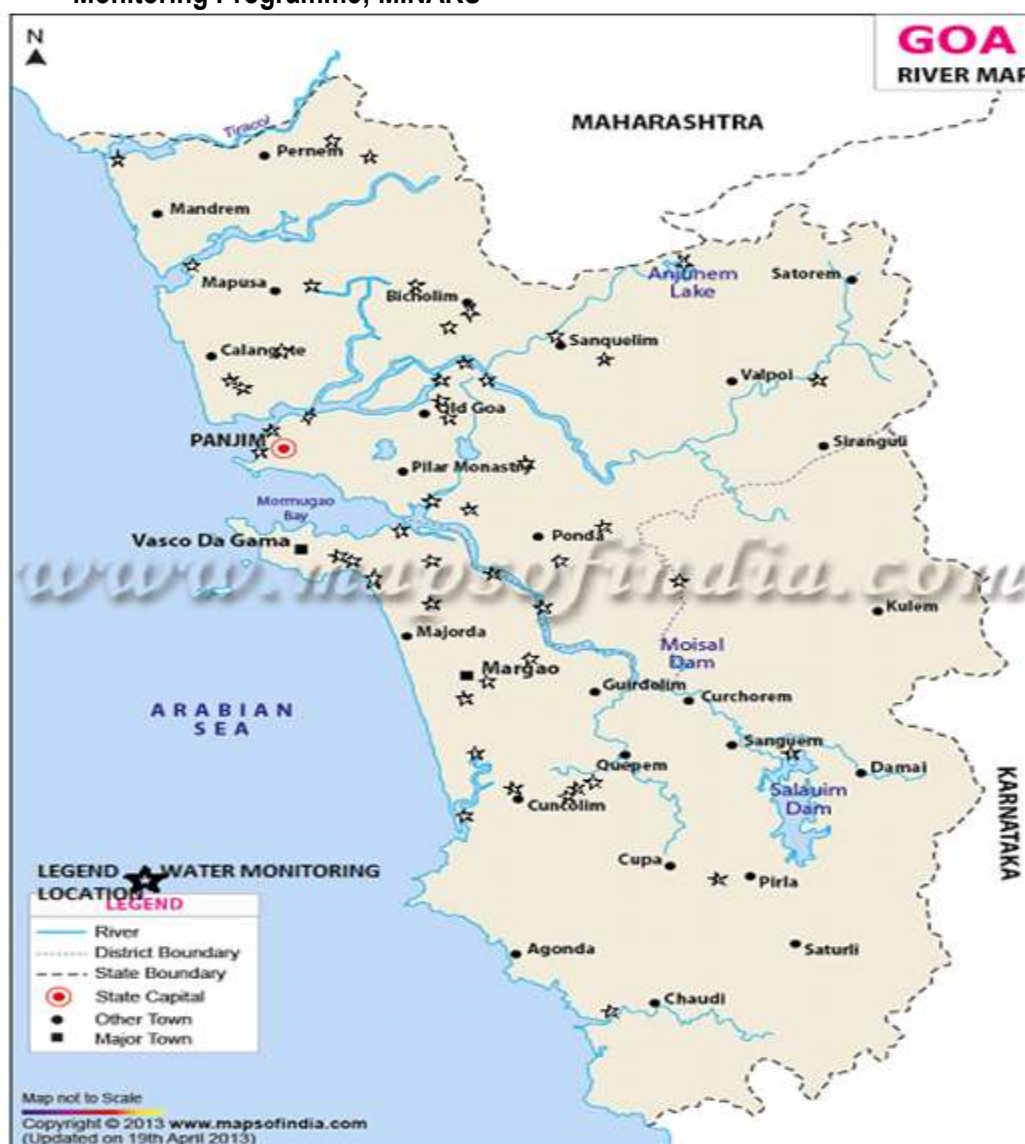 Monitoring Programme, MINARS
N
GOA
RIVER MAP
MAHARASHTRA
Tiracol
Pernem
Mandrem
Anjunem
Lake
Satorem
Mapusa
Bicholim
Sanquelim
Calangute
Valpoi
Old Goa
PANJIM
Siranguli
Pilar Monastry
Mormugao
Bay
Vasco Da Gama
Ponda
www.mapsofindia.com
Kulem
Majorda
Moisal
Dam
Margao
Guirdolim
Curchorem
ARABIAN
SEA
Sanguem
Quepem
Damai
KARNATAKA
Salauim
Dam
Cuncolim
Cupa
Pirla
LEGEND WATER MONITORING
LOCATION
LEGEND
River
District Boundary
State Boundary
State Capital
Other Town
Major Town
Agonda
Saturli
Chaudi
Map not to Scale
Copyright © 2013 www.mapsofindia.com
(Updated on 19th April 2013)